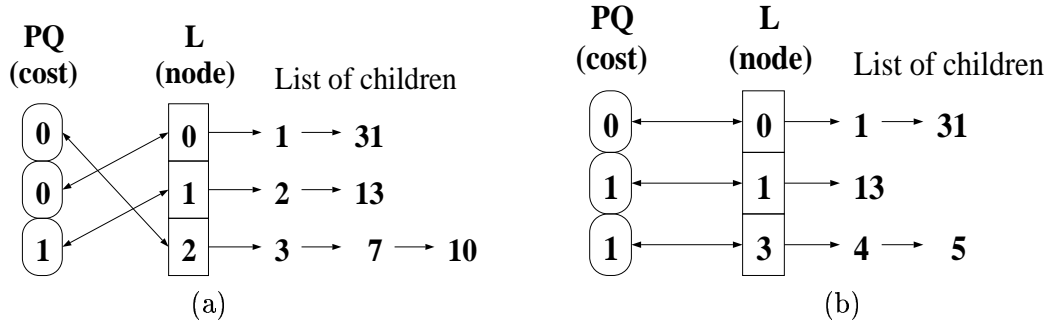 PQ L
(cost) (node) List of children
0 0 1 31
0 1 2 13
1 2 3 7 10
(a)
PQ L
(cost) (node) List of children
0 0 1 31
1 1 13
1 3 4 5
(b)